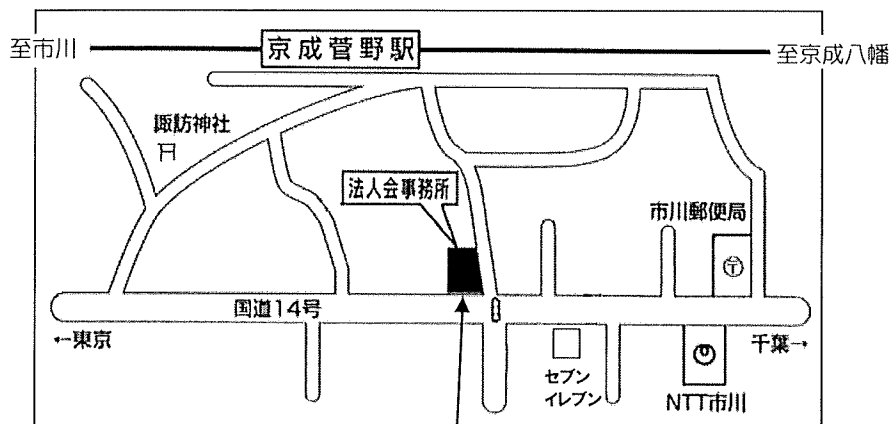 至市川
京成菅野駅
至京成八幡
諏訪神社
法人会事務所
市川郵便局
〒
国道14号
←東京
千葉→
セブン
イレブン
NTT市川